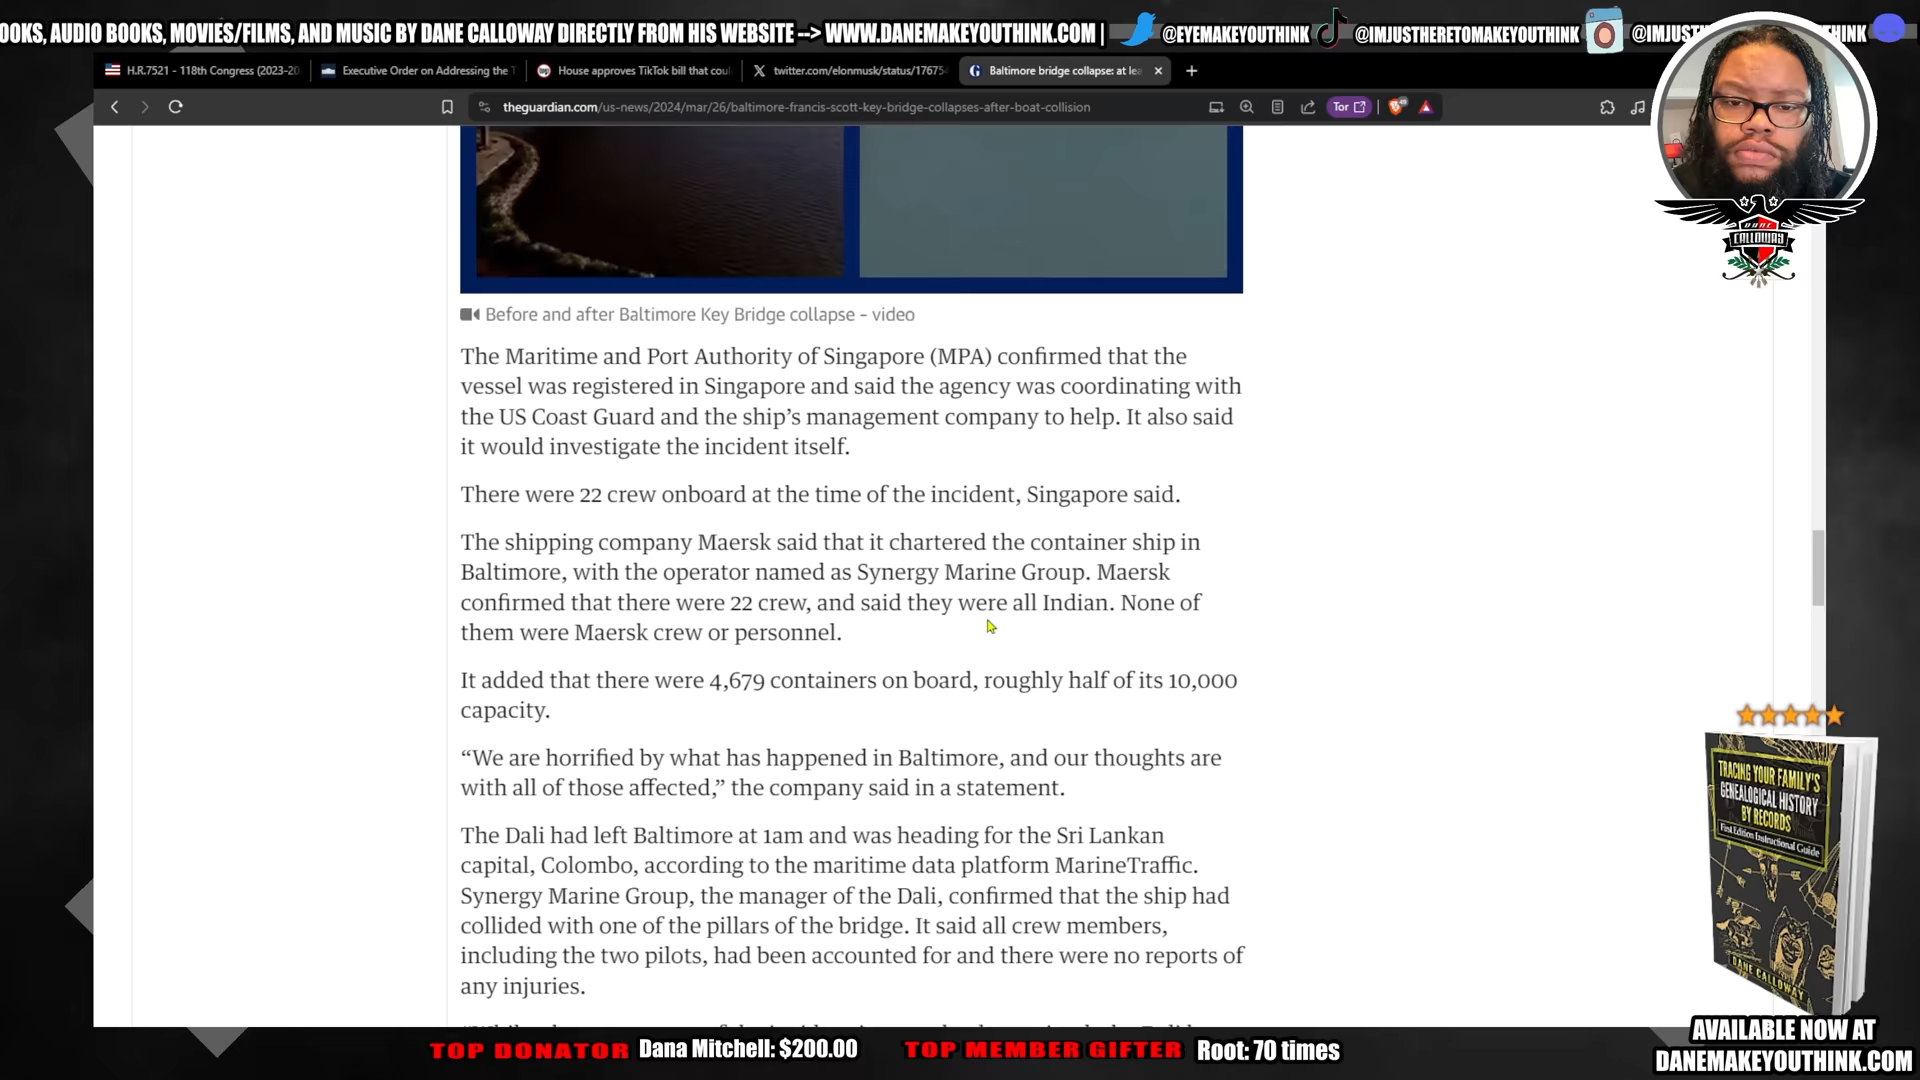 OOKS, AUDIO BOOKS, MOVIES/FILMS, AND MUSIC BY DANE CALLOWAY DIRECTLY FROM HIS WEBSITE --> WWW.DANEMAKEYOUTHINK.COM | @EYEMAKEYOUTHINK @IMJUSTHERETOMAKEYOUTHINK @IMJUS HINK
H.R.7521 - 118th Congress (2023-20 Executive Order on Addressing the T House approves TikTok bill that coul twitter.com/elonmusk/status/17675 Baltimore bridge collapse: at lea
theguardian.com/us-news/2024/mar/26/baltimore-francis-scott-key-bridge-collapses-after-boat-collision Tor
DANE
CALLOWAY
Before and after Baltimore Key Bridge collapse – video
The Maritime and Port Authority of Singapore (MPA) confirmed that the
vessel was registered in Singapore and said the agency was coordinating with
the US Coast Guard and the ship's management company to help. It also said
it would investigate the incident itself.
There were 22 crew onboard at the time of the incident, Singapore said.
The shipping company Maersk said that it chartered the container ship in
Baltimore, with the operator named as Synergy Marine Group. Maersk
confirmed that there were 22 crew, and said they were all Indian. None of
them were Maersk crew or personnel.
It added that there were 4,679 containers on board, roughly half of its 10,000
capacity.
“We are horrified by what has happened in Baltimore, and our thoughts are
with all of those affected,” the company said in a statement.
The Dali had left Baltimore at 1am and was heading for the Sri Lankan
capital, Colombo, according to the maritime data platform MarineTraffic.
Synergy Marine Group, the manager of the Dali, confirmed that the ship had
collided with one of the pillars of the bridge. It said all crew members,
including the two pilots, had been accounted for and there were no reports of
any injuries.
TRACING YOUR FAMILY'S
GENEALOGICAL HISTORY
BY RECORDS
First Edition Instructional Guide
DANE CALLOWAY
AVAILABLE NOW AT
DANEMAKEYOUTHINK.COM
TOP DONATOR Dana Mitchell: $200.00 TOP MEMBER GIFTER Root: 70 times